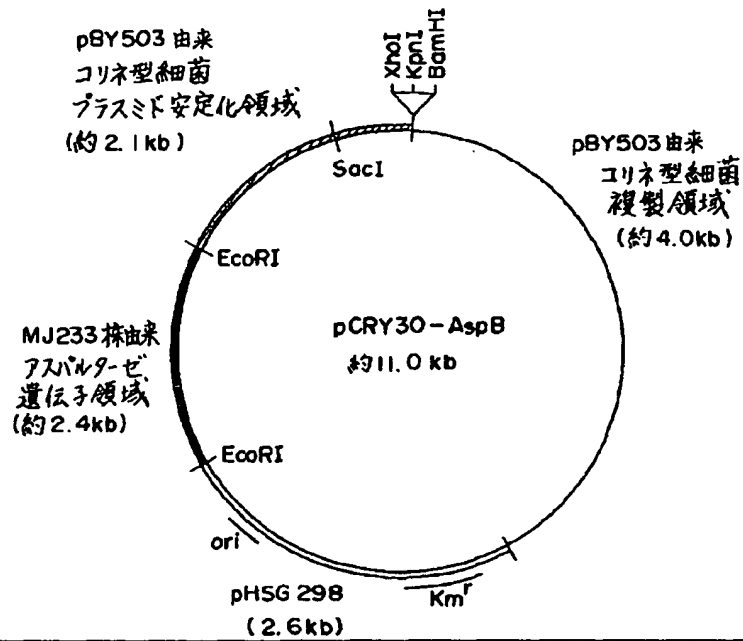 pBY503由来
コリネ型細菌
プラスミド安定化領域
(約2.1kb)
XhoI
KpnI
BamHI
SacI
pBY503由来
コリネ型細菌
複製領域
(約4.0kb)
EcoRI
MJ233株由来
アスパルターゼ
遺伝子領域
(約2.4kb)
pCRY30-AspB
約11.0kb
EcoRI
ori
pHSG298
(2.6kb)
Kmr